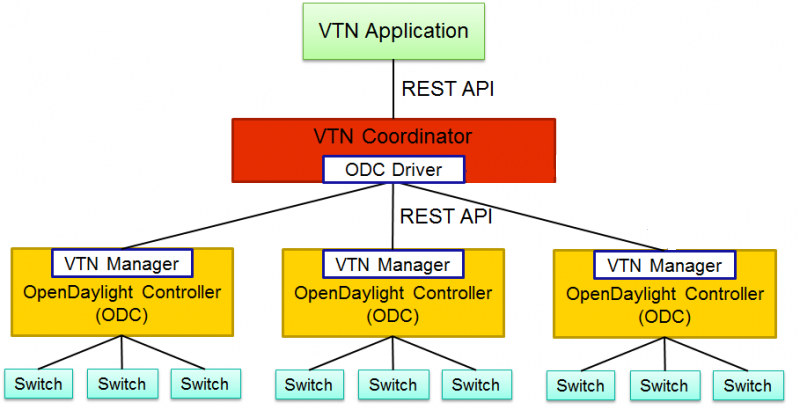 VTN Application
REST API
VTN Coordinator
ODC Driver
REST API
VTN Manager
OpenDaylight Controller
(ODC)
VTN Manager
OpenDaylight Controller
(ODC)
VTN Manager
OpenDaylight Controller
(ODC)
Switch
Switch
Switch
Switch
Switch
Switch
Switch
Switch
Switch